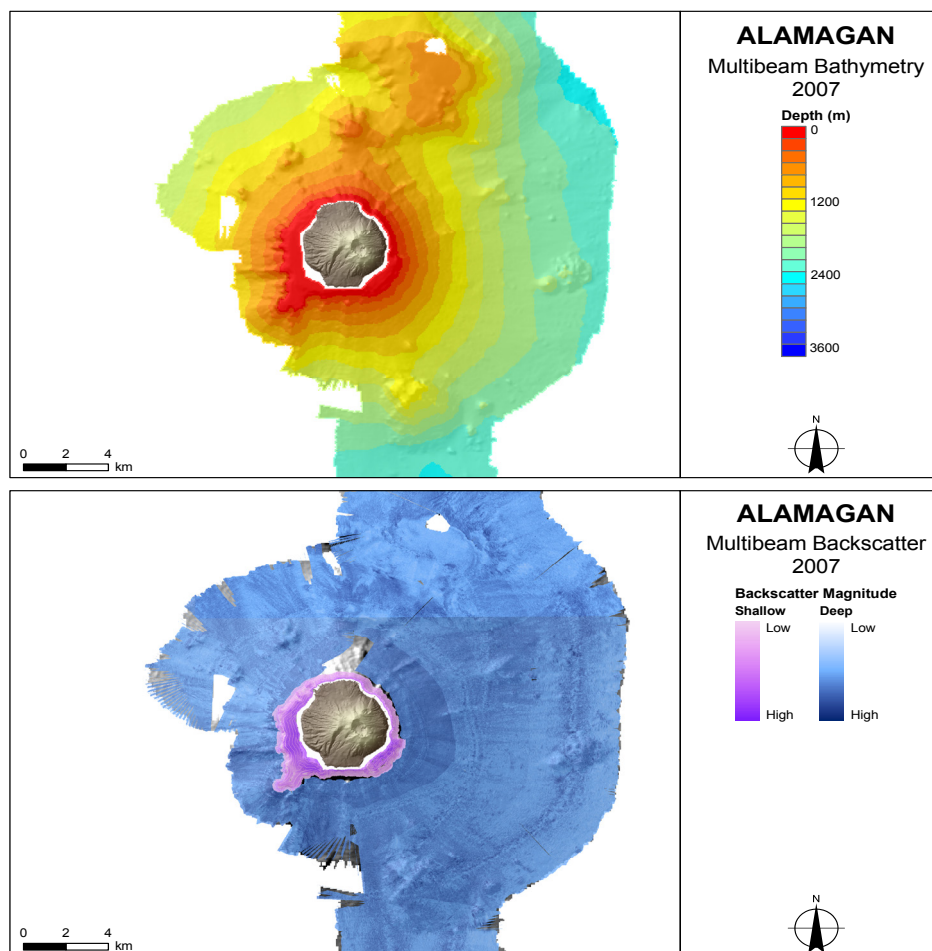 ALAMAGAN
Multibeam Bathymetry
2007
Depth (m)
0
1200
2400
3600
N
0 2 4
km
ALAMAGAN
Multibeam Backscatter
2007
Backscatter Magnitude
Shallow Deep
Low Low
High High
N
0 2 4
km